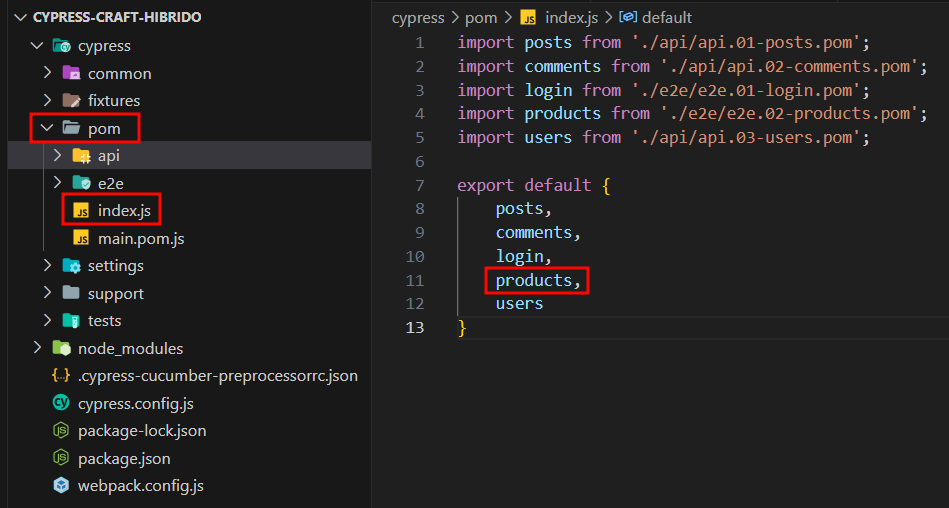 CYPRESS-CRAFT-HIBRIDO
cypress
common
fixtures
pom
api
e2e
index.js
main.pom.js
settings
support
tests
node_modules
.cypress-cucumber-preprocessorrc.json
cypress.config.js
package-lock.json
package.json
webpack.config.js
cypress > pom > JS index.js > default
1 import posts from './api/api.01-posts.pom';
2 import comments from './api/api.02-comments.pom';
3 import login from './e2e/e2e.01-login.pom';
4 import products from './e2e/e2e.02-products.pom';
5 import users from './api/api.03-users.pom';
6
7 export default {
8 posts,
9 comments,
10 login,
11 products,
12 users
13 }